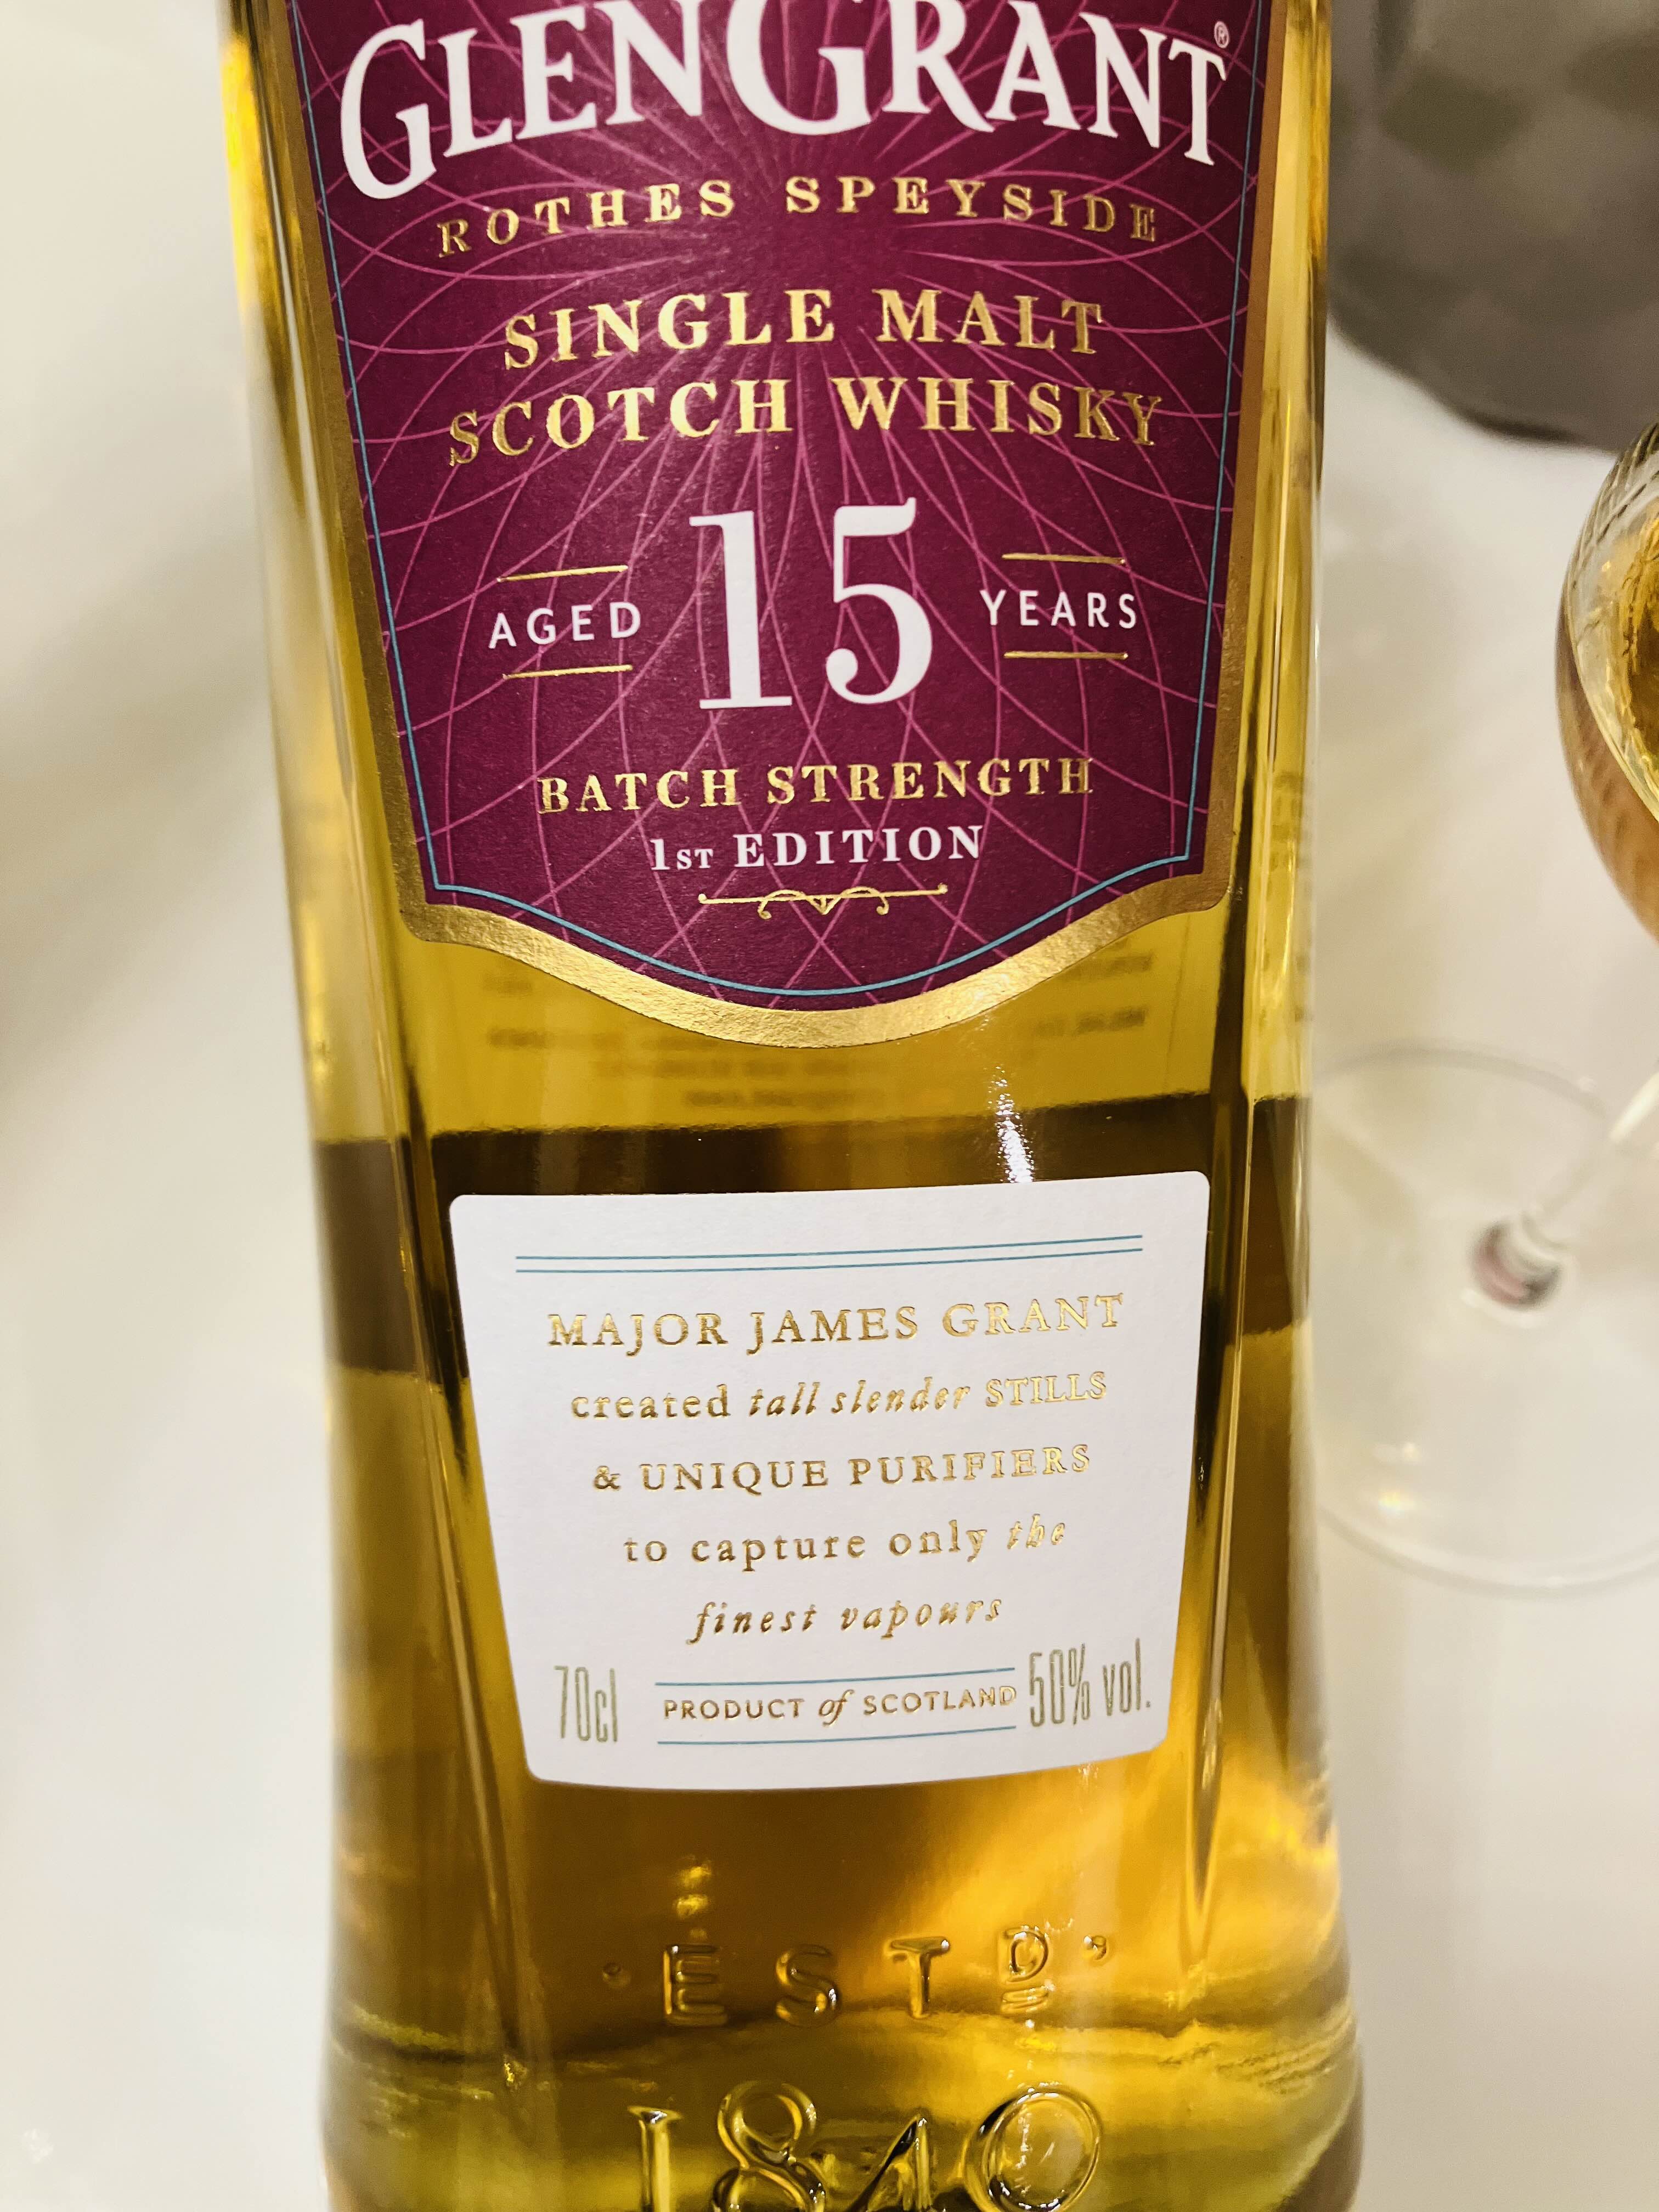 GLENGRANT®
ROTHES SPEYSIDE
SINGLE MALT
SCOTCH WHISKY
AGED 15 YEARS
BATCH STRENGTH
1ST EDITION
MAJOR JAMES GRANT
created tall slender STILLS
& UNIQUE PURIFIERS
to capture only the
finest vapours
70cl PRODUCT of SCOTLAND 50% vol.
· ESTD ·
1840